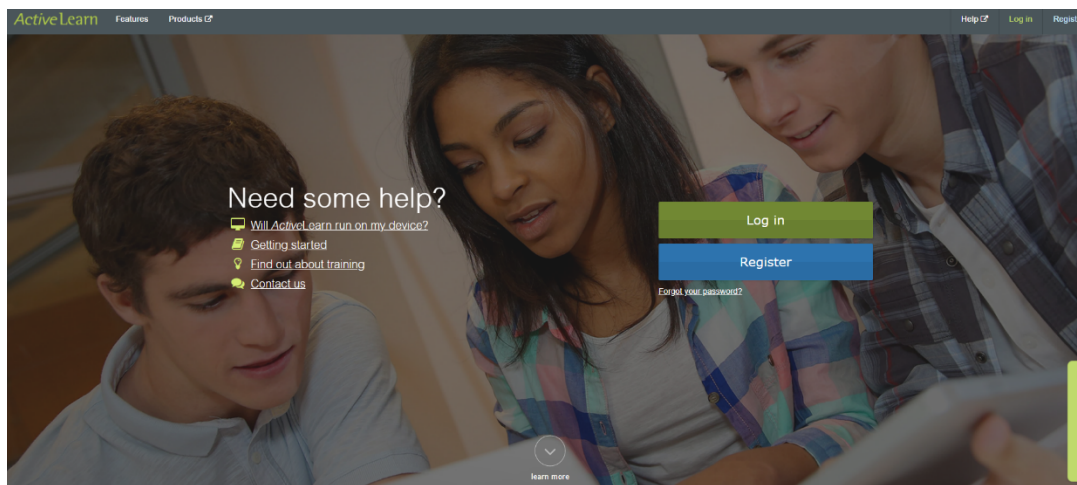 ActiveLearn Features Products Help Log in Regist
Need some help?
Will ActiveLearn run on my device?
Getting started
Find out about training
Contact us
Log in
Register
Forgot your password?
learn more